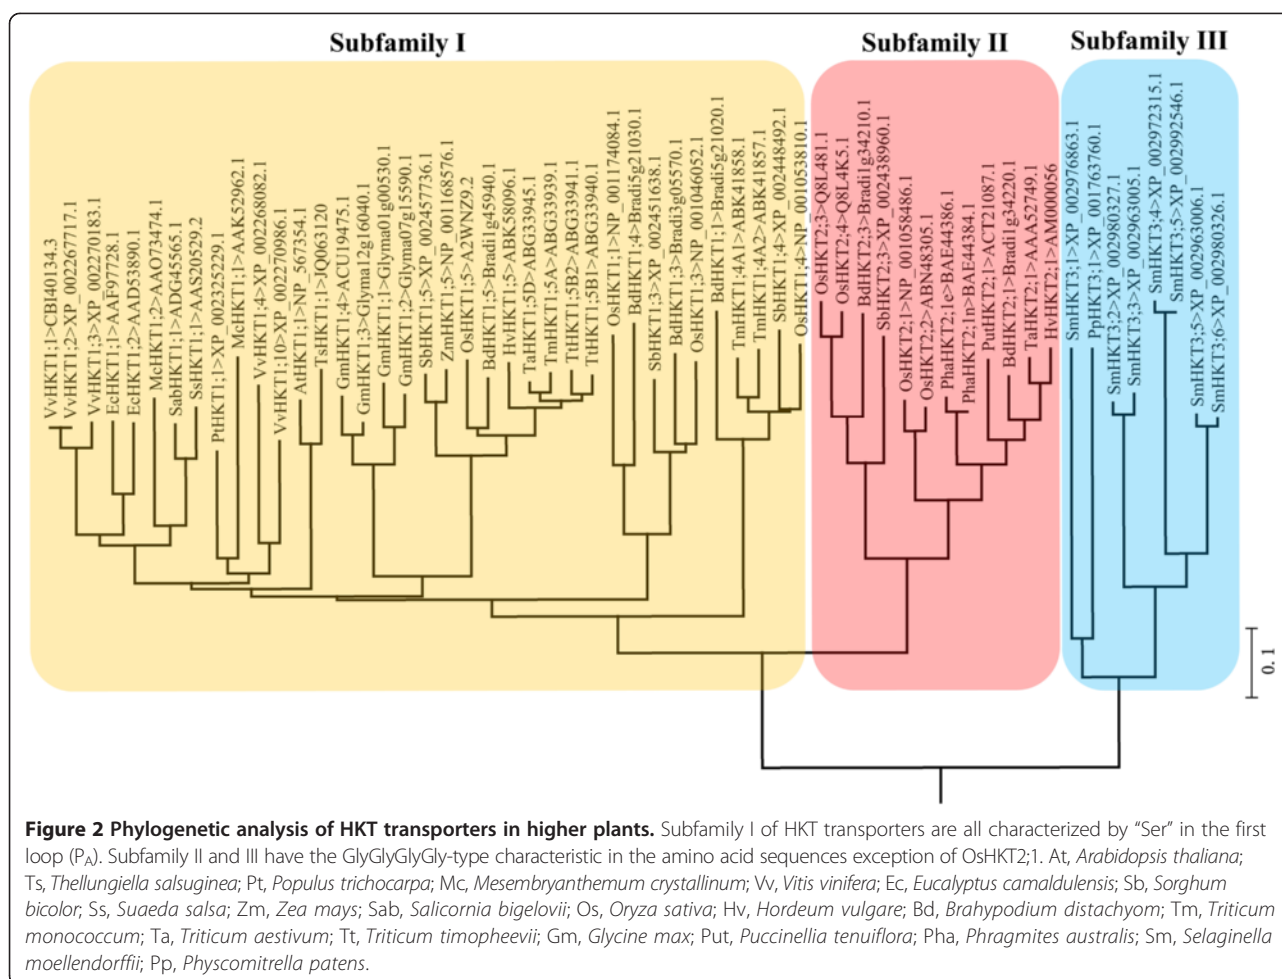 Subfamily I
Subfamily II
Subfamily III
VvHKT1;1>CBI40134.3
VvHKT1;2>XP_002267717.1
VvHKT1;3>XP_002270183.1
EcHKT1;1>AAF97728.1
EcHKT1;2>AAD53890.1
McHKT1;2>AAO73474.1
SabHKT1;1>ADG45565.1
SsHKT1;1>AAS20529.2
PtHKT1;1>XP_002325229.1
McHKT1;1>AAK52962.1
VvHKT1;4>XP_002268082.1
VvHKT1;10>XP_002270986.1
AtHKT1;1>NP_567354.1
TsHKT1;1>JQ063120
GmHKT1;4>ACU19475.1
GmHKT1;3>Glyma12g16040.1
GmHKT1;1>Glyma01g00530.1
GmHKT1;2>Glyma07g15590.1
SbHKT1;5>XP_002457736.1
ZmHKT1;5>NP_001168576.1
OsHKT1;5>A2WNZ9.2
BdHKT1;5>Bradi1g45940.1
HvHKT1;5>ABK58096.1
TaHKT1;5D>ABG33945.1
TmHKT1;5A>ABG33939.1
TtHKT1;5B2>ABG33941.1
TtHKT1;5B1>ABG33940.1
OsHKT1;1>NP_001174084.1
BdHKT1;4>Bradi5g21030.1
SbHKT1;3>XP_002451638.1
BdHKT1;3>Bradi3g05570.1
OsHKT1;3>NP_001046052.1
BdHKT1;1>Bradi5g21020.1
TmHKT1;4A1>ABK41858.1
TmHKT1;4A2>ABK41857.1
SbHKT1;4>XP_002448492.1
OsHKT1;4>NP_001053810.1
OsHKT2;3>Q8L481.1
OsHKT2;4>Q8L4K5.1
BdHKT2;3>Bradi1g34210.1
SbHKT2;3>XP_002438960.1
OsHKT2;1>NP_001058486.1
OsHKT2;2>ABN48305.1
PhaHKT2;1e>BAE44386.1
PhaHKT2;1n>BAE44384.1
PutHKT2;1>ACT21087.1
BdHKT2;1>Bradi1g34220.1
TaHKT2;1>AAA52749.1
HvHKT2;1>AM000056
SmHKT3;1>XP_002976863.1
PpHKT3;1>XP_001763760.1
SmHKT3;2>XP_002980327.1
SmHKT3;3>XP_002963005.1
SmHKT3;4>XP_002972315.1
SmHKT3;5>XP_002992546.1
SmHKT3;5>XP_002963006.1
SmHKT3;6>XP_002980326.1
0.1
Figure 2 Phylogenetic analysis of HKT transporters in higher plants. Subfamily I of HKT transporters are all characterized by “Ser” in the first
loop (PA). Subfamily II and III have the GlyGlyGlyGly-type characteristic in the amino acid sequences exception of OsHKT2;1. At, Arabidopsis thaliana;
Ts, Thellungiella salsuginea; Pt, Populus trichocarpa; Mc, Mesembryanthemum crystallinum; Vv, Vitis vinifera; Ec, Eucalyptus camaldulensis; Sb, Sorghum
bicolor; Ss, Suaeda salsa; Zm, Zea mays; Sab, Salicornia bigelovii; Os, Oryza sativa; Hv, Hordeum vulgare; Bd, Brahypodium distachyom; Tm, Triticum
monococcum; Ta, Triticum aestivum; Tt, Triticum timopheevii; Gm, Glycine max; Put, Puccinellia tenuiflora; Pha, Phragmites australis; Sm, Selaginella
moellendorffii; Pp, Physcomitrella patens.